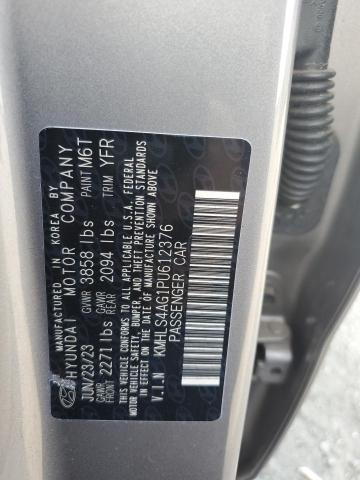 MANUFACTURED IN KOREA BY
HYUNDAI MOTOR COMPANY
JUN/23/23 GVWR 3858 lbs PAINT M6T
GAWR FRONT 2271 lbs GAWR REAR 2094 lbs TRIM YFR
THIS VEHICLE CONFORMS TO ALL APPLICABLE U.S.A. FEDERAL
MOTOR VEHICLE SAFETY, BUMPER, AND THEFT PREVENTION STANDARDS
IN EFFECT ON THE DATE OF MANUFACTURE SHOWN ABOVE.
V.I.N KMHLS4AG1PU612376
PASSENGER CAR